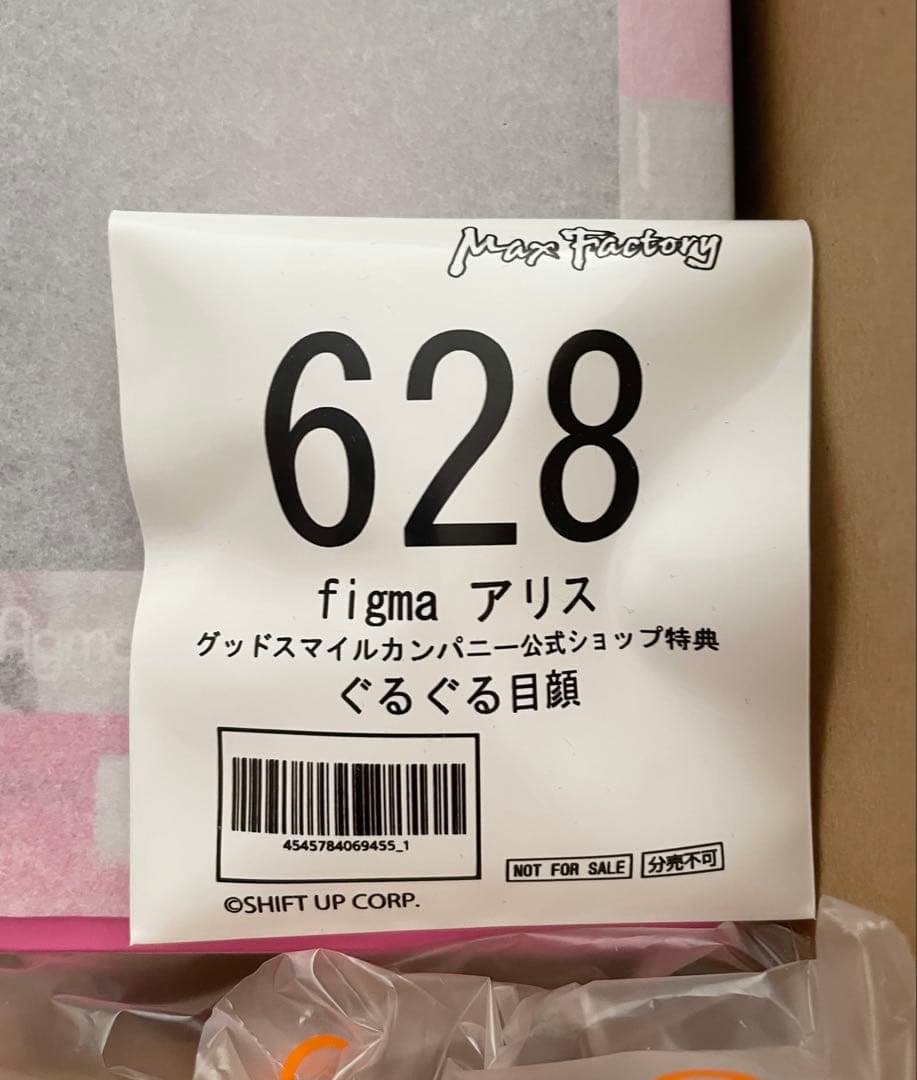 Max Factory
628
figma アリス
グッドスマイルカンパニー公式ショップ特典
ぐるぐる目顔
4545784069455_1
NOT FOR SALE 分売不可
©SHIFT UP CORP.
figma